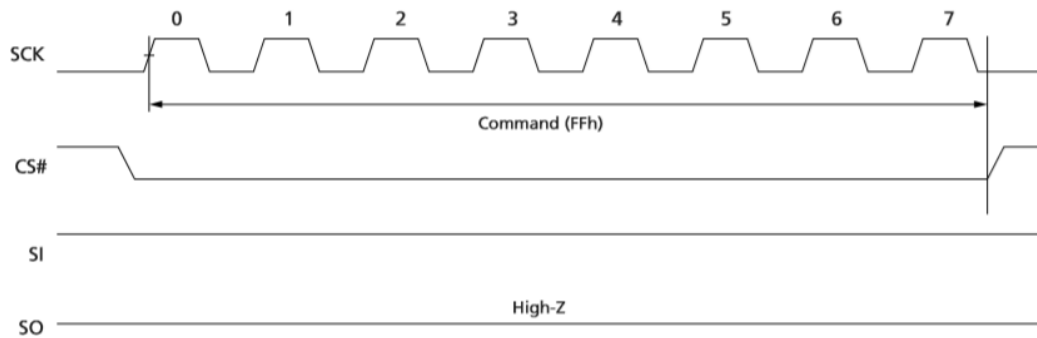 0 1 2 3 4 5 6 7
SCK
Command (FFh)
CS#
SI
High-Z
SO